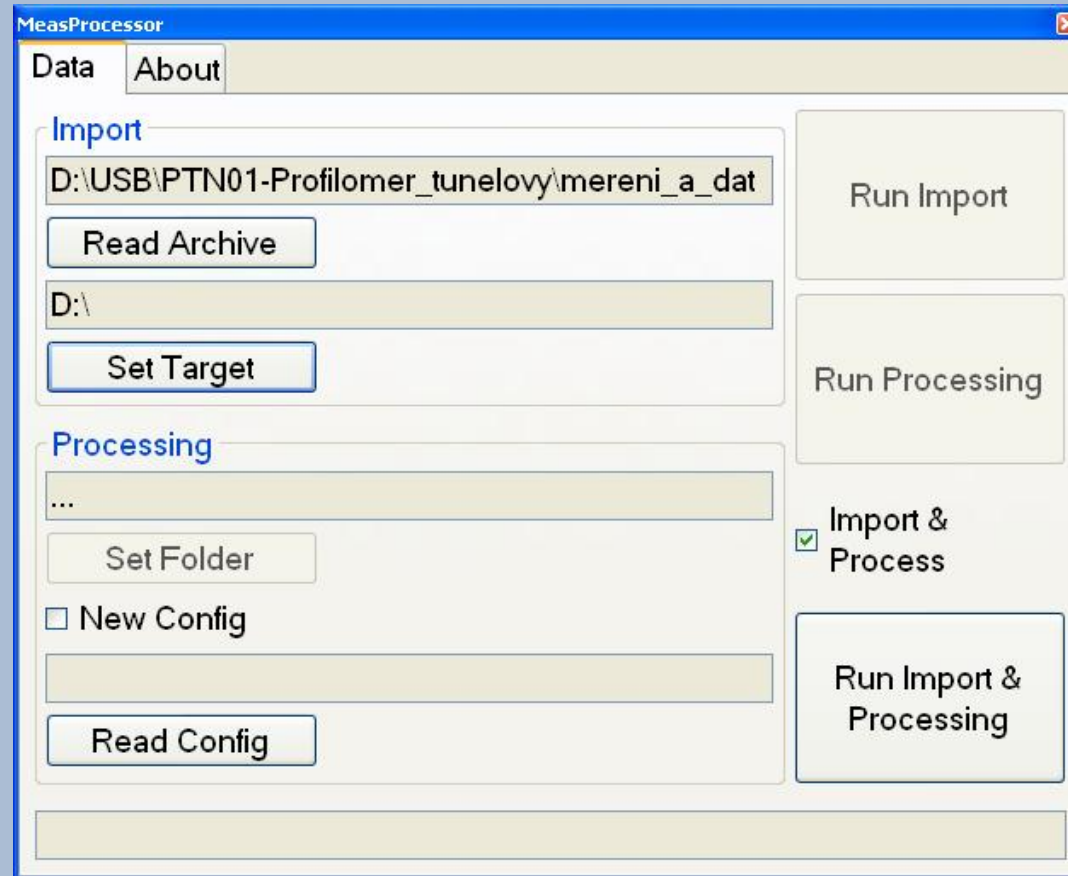 MeasProcessor
Data
About
Import
D:\USB\PTN01-Profilomer_tunelovy\mereni_a_dat
Read Archive
D:\
Set Target
Processing
...
Set Folder
New Config
Read Config
Run Import
Run Processing
Import &
Process
Run Import &
Processing